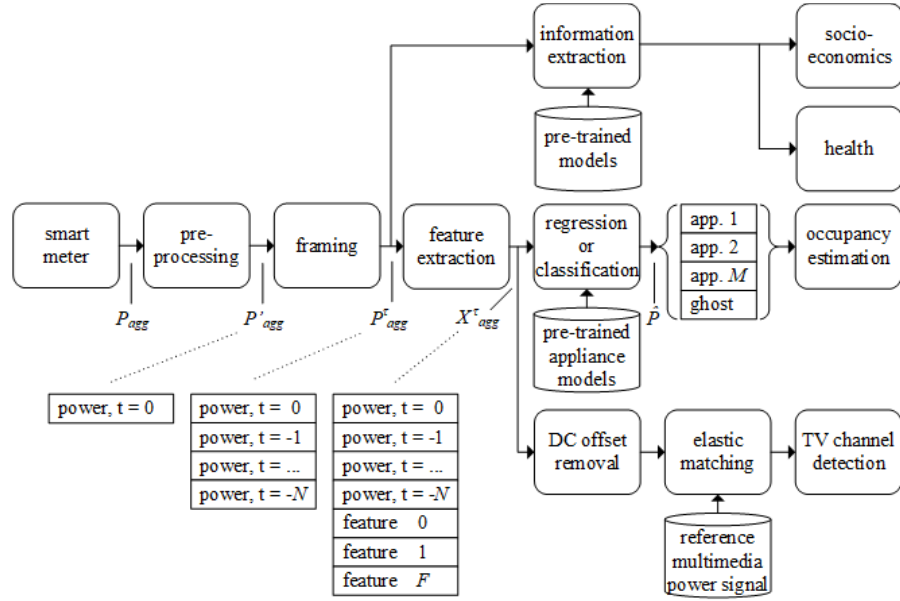 information
extraction
socio-
economics
pre-trained
models
health
smart
meter
pre-
processing
framing
feature
extraction
regression
or
classification
app. 1
app. 2
app. M
ghost
occupancy
estimation
P_agg
P'_agg
P^τ_agg
X^τ_agg
P̂
pre-trained
appliance
models
power, t = 0
power, t = 0
power, t = -1
power, t = ...
power, t = -N
power, t = 0
power, t = -1
power, t = ...
power, t = -N
feature 0
feature 1
feature F
DC offset
removal
elastic
matching
TV channel
detection
reference
multimedia
power signal